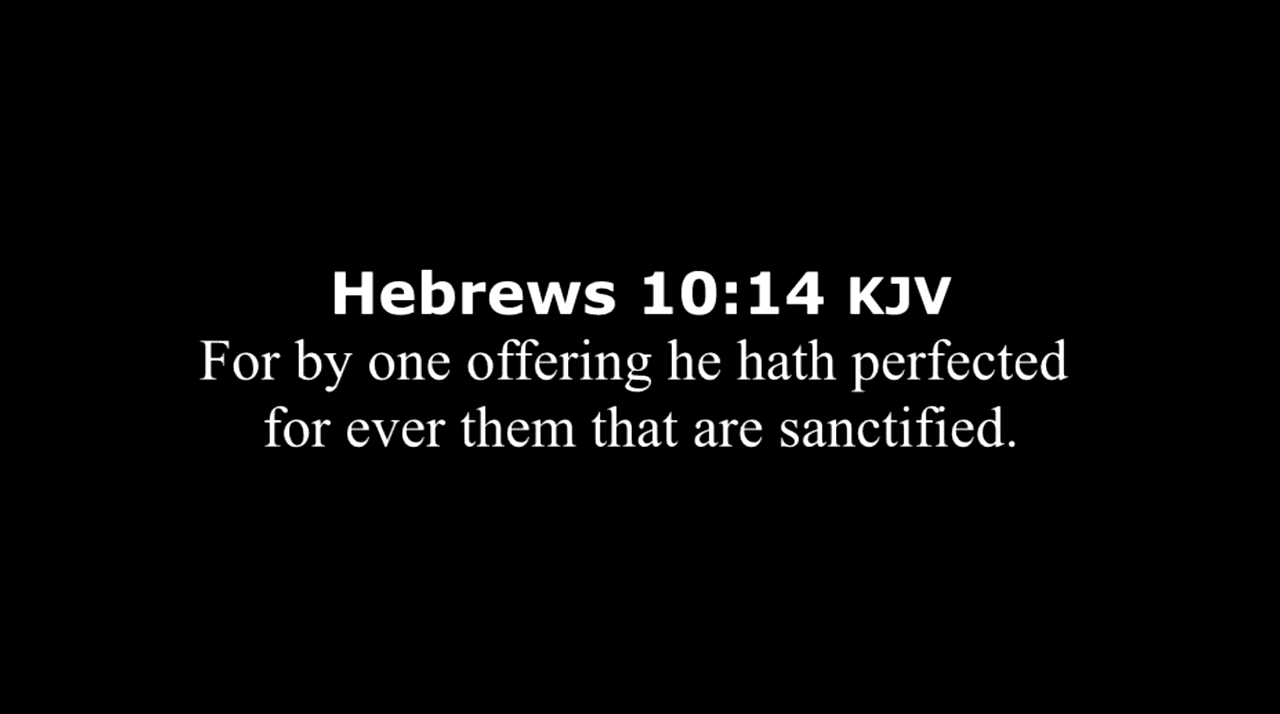 Hebrews 10:14 KJV
For by one offering he hath perfected
for ever them that are sanctified.